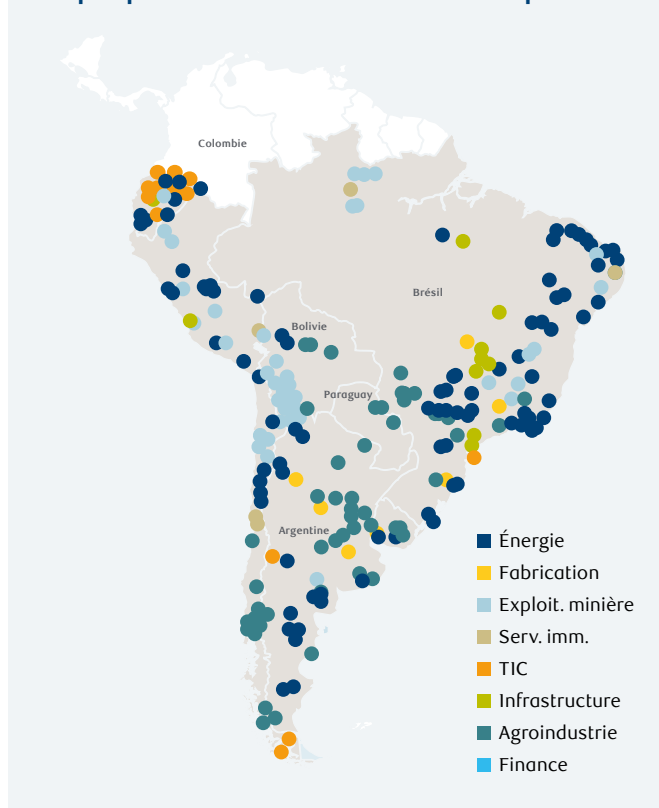 Colombie
Brésil
Bolivie
Paraguay
Argentine
Énergie
Fabrication
Exploit. minière
Serv. imm.
TIC
Infrastructure
Agroindustrie
Finance